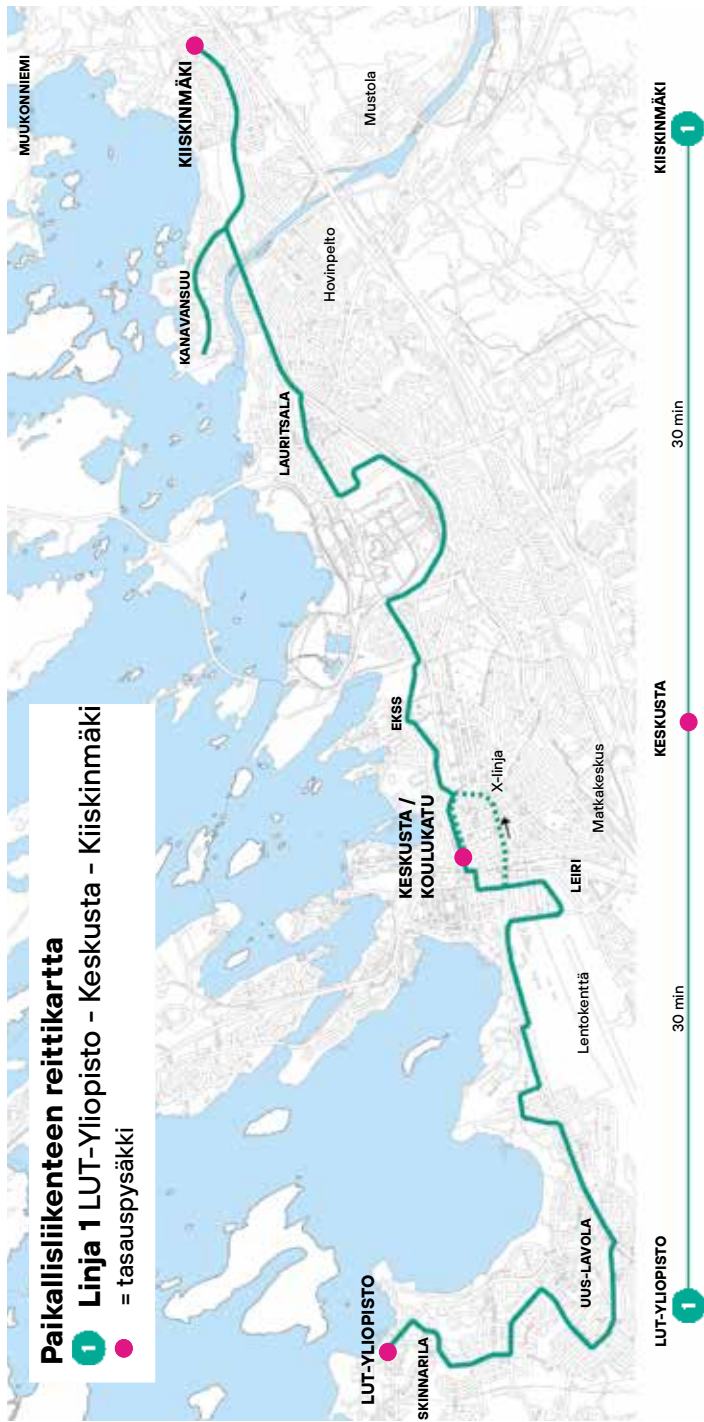 Paikallisliikenteen reittikartta
1 Linja 1 LUT-Yliopisto – Keskusta – Kiiskinmäki
= tasauspysäkki
MUUKONNIEMI
KIISKINMÄKI
Mustola
KANAVANSUU
Hovinpelto
LAURITSALA
EKSS
KESKUSTA /
KOULUKATU
X-linja
Matkakeskus
LEIRI
Lentokenttä
UUS-LAVOLA
LUT-YLIOPISTO
SKINNARILA
LUT-YLIOPISTO
1
30 min
KESKUSTA
30 min
KIISKINMÄKI
1